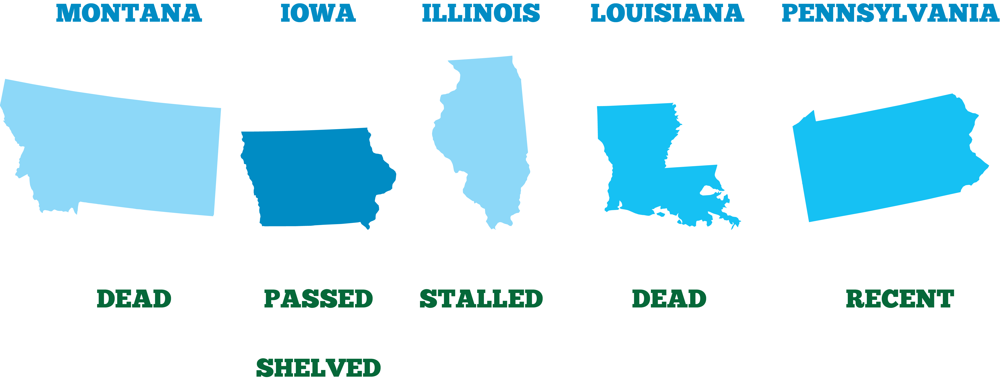 MONTANA IOWA ILLINOIS LOUISIANA PENNSYLVANIA
DEAD PASSED STALLED DEAD RECENT
SHELVED